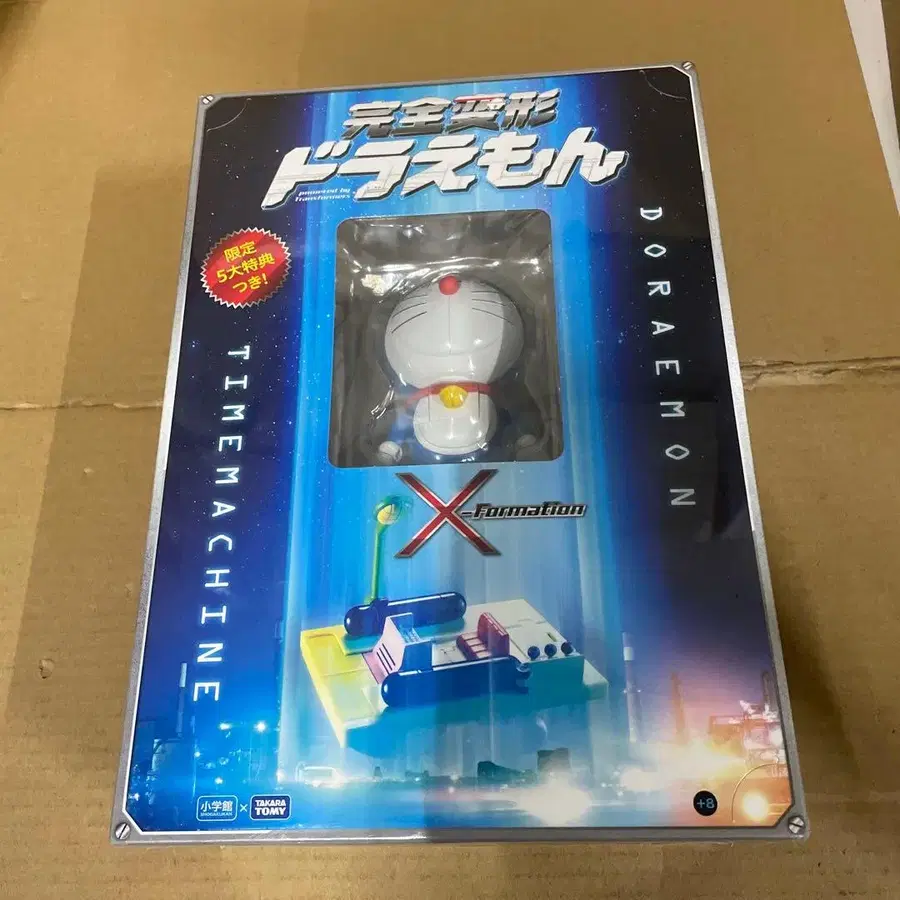 完全変形
ドラえもん
powered by
Transformers
限定
5大特典
つき!
DORAEMON
TIMEMACHINE
X-Formation
小学館
SHOGAKUKAN
×
TAKARA
TOMY
+8